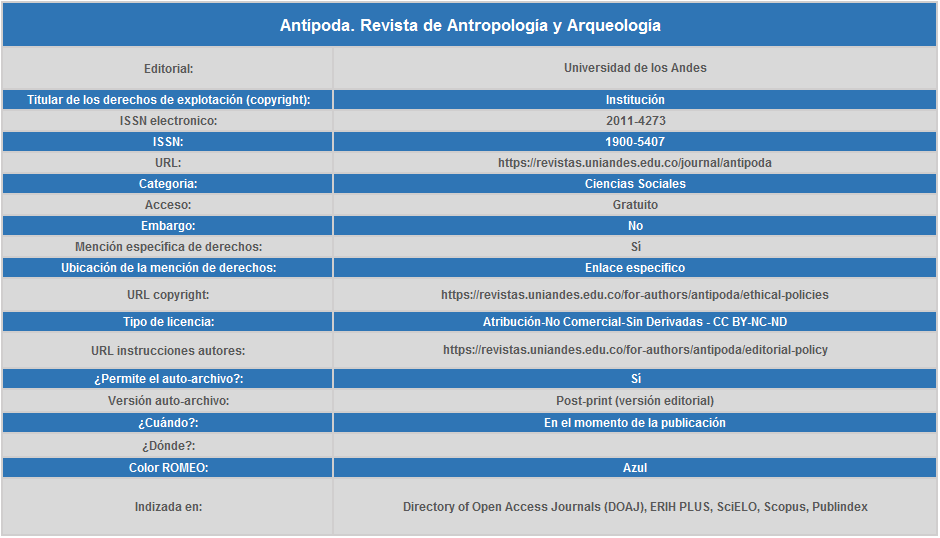 Antípoda. Revista de Antropología y Arqueología
Editorial: Universidad de los Andes
Titular de los derechos de explotación (copyright): Institución
ISSN electronico: 2011-4273
ISSN: 1900-5407
URL: https://revistas.uniandes.edu.co/journal/antipoda
Categoria: Ciencias Sociales
Acceso: Gratuito
Embargo: No
Mención específica de derechos: Sí
Ubicación de la mención de derechos: Enlace especifico
URL copyright: https://revistas.uniandes.edu.co/for-authors/antipoda/ethical-policies
Tipo de licencia: Atribución-No Comercial-Sin Derivadas - CC BY-NC-ND
URL instrucciones autores: https://revistas.uniandes.edu.co/for-authors/antipoda/editorial-policy
¿Permite el auto-archivo?: Sí
Versión auto-archivo: Post-print (versión editorial)
¿Cuándo?: En el momento de la publicación
¿Dónde?:
Color ROMEO: Azul
Indizada en: Directory of Open Access Journals (DOAJ), ERIH PLUS, SciELO, Scopus, Publindex